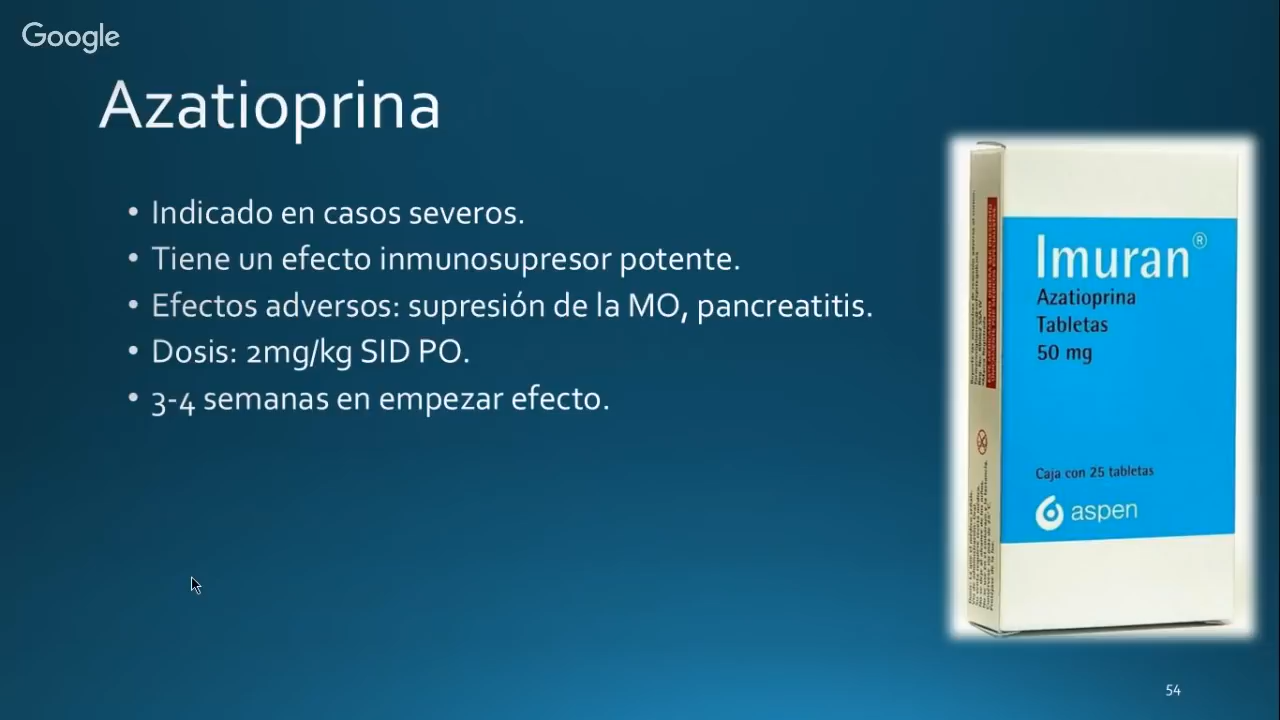 Google
Azatioprina
• Indicado en casos severos.
• Tiene un efecto inmunosupresor potente.
• Efectos adversos: supresión de la MO, pancreatitis.
• Dosis: 2mg/kg SID PO.
• 3-4 semanas en empezar efecto.
Imuran®
Azatioprina
Tabletas
50 mg
Caja con 25 tabletas
aspen
54